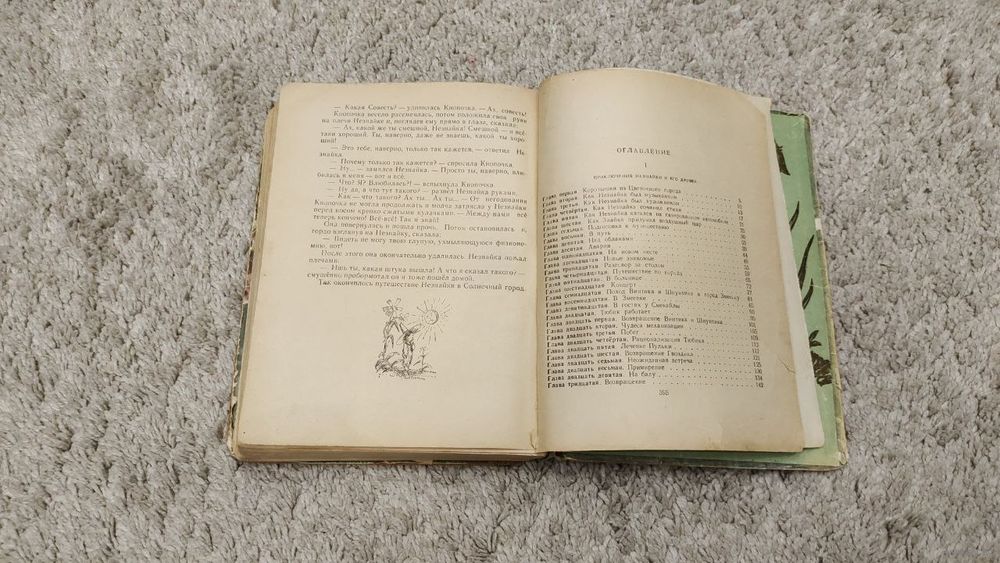 — Какая Совесть? — удивилась Кнопочка. — Ах, совесть!
Кнопочка весело рассмеялась, потом положила свои руки
на плечи Незнайке и, поглядев ему прямо в глаза, сказала:
— Ах, какой же ты смешной, Незнайка! Смешной — и всё-
таки хороший. Ты, наверно, даже не знаешь, какой ты хоро-
ший!
— Это тебе, наверно, только так кажется, — ответил Не-
знайка.
— Почему только так кажется? — спросила Кнопочка.
— Ну... — замялся Незнайка. — Просто ты, наверно, влю-
билась в меня — вот и всё.
— Что? Я? Влюбилась?! — вспыхнула Кнопочка.
— Ну да, а что тут такого? — развёл Незнайка руками.
— Как — что такого? Ах ты... Ах ты... — От негодования
Кнопочка не могла продолжать и молча затрясла у Незнайки
перед носом крепко сжатыми кулачками. — Между нами всё
теперь кончено! Всё-всё! Так и знай!
Она повернулась и пошла прочь. Потом остановилась и,
гордо взглянув на Незнайку, сказала:
— Видеть не могу твою глупую, ухмыляющуюся физионо-
мию, вот!
После этого она окончательно удалилась. Незнайка пожал
плечами.
— Ишь ты, какая штука вышла! А что я сказал такого? —
смущённо пробормотал он и тоже пошёл домой.
Так окончилось путешествие Незнайки в Солнечный город.
ОГЛАВЛЕНИЕ
I
ПРИКЛЮЧЕНИЯ НЕЗНАЙКИ И ЕГО ДРУЗЕЙ
Глава первая. Коротышки из Цветочного города
Глава вторая. Как Незнайка был музыкантом
Глава третья. Как Незнайка был художником
Глава четвёртая. Как Незнайка сочинял стихи
Глава пятая. Как Незнайка катался на газированном автомобиле
Глава шестая. Как Знайка придумал воздушный шар
Глава седьмая. Подготовка к путешествию
Глава восьмая. В путь
Глава девятая. Над облаками
Глава десятая. Авария
Глава одиннадцатая. На новом месте
Глава двенадцатая. Новые знакомые
Глава тринадцатая. Разговор за столом
Глава четырнадцатая. Путешествие по городу
Глава пятнадцатая. В больнице
Глава шестнадцатая. Концерт
Глава семнадцатая. Поход Винтика и Шпунтика в город Змеевку
Глава восемнадцатая. В Змеевке
Глава девятнадцатая. В гостях у Смекайлы
Глава двадцатая. Тюбик работает
Глава двадцать первая. Возвращение Винтика и Шпунтика
Глава двадцать вторая. Чудеса механизации
Глава двадцать третья. Побег
Глава двадцать четвёртая. Рационализация Тюбика
Глава двадцать пятая. Лечение Пульки
Глава двадцать шестая. Возвращение Гвоздика
Глава двадцать седьмая. Неожиданная встреча
Глава двадцать восьмая. Примирение
Глава двадцать девятая. На балу
Глава тридцатая. Возвращение 142
368